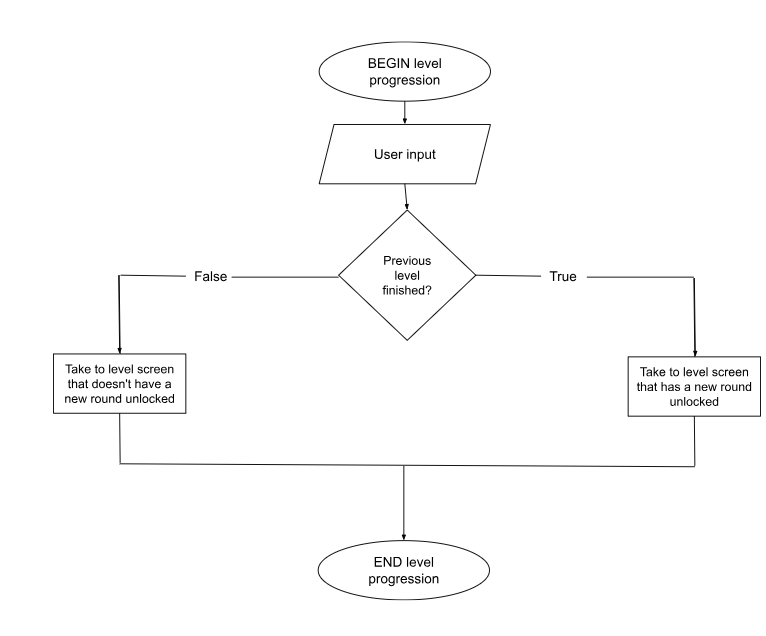 BEGIN level
progression
User input
Previous
level
finished?
False
True
Take to level screen
that doesn't have a
new round unlocked
Take to level screen
that has a new round
unlocked
END level
progression